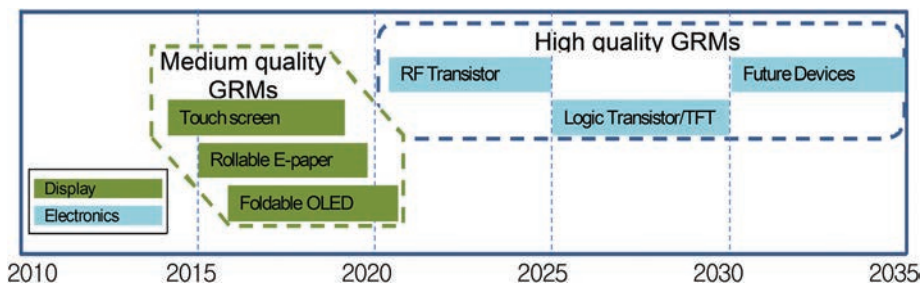 High quality GRMs
Medium quality
GRMs
RF Transistor
Future Devices
Touch screen
Logic Transistor/TFT
Rollable E-paper
Foldable OLED
Display
Electronics
2010
2015
2020
2025
2030
2035